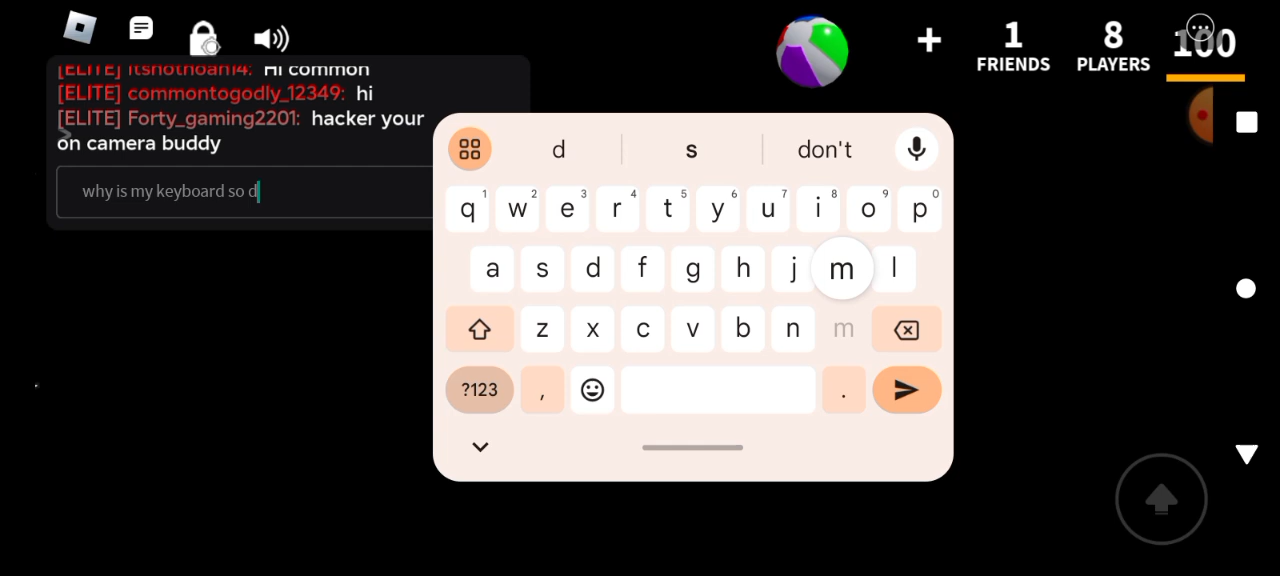 1 8 100
FRIENDS PLAYERS
[ELITE] itsnotnoah14: Hi common
[ELITE] commontogodly_12349: hi
[ELITE] Forty_gaming2201: hacker your
on camera buddy
why is my keyboard so d
d s don't
q 1 w 2 e 3 r 4 t 5 y 6 u 7 i 8 o 9 p 0
a s d f g h j m l
z x c v b n m
?123 , .